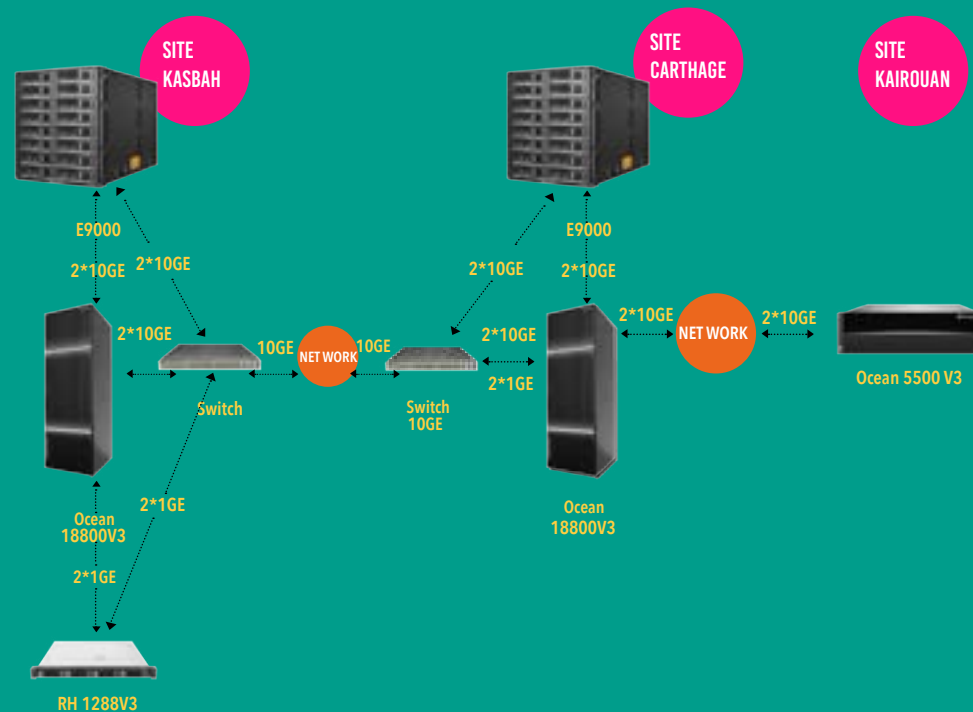 SITE
KASBAH
SITE
CARTHAGE
SITE
KAIROUAN
E9000
2*10GE
2*10GE
2*10GE
Switch
10GE
NET WORK
10GE
Switch
10GE
2*10GE
E9000
2*10GE
2*10GE
2*1GE
2*10GE
NET WORK
2*10GE
Ocean 5500 V3
Ocean
18800V3
2*1GE
2*1GE
Ocean
18800V3
RH 1288V3